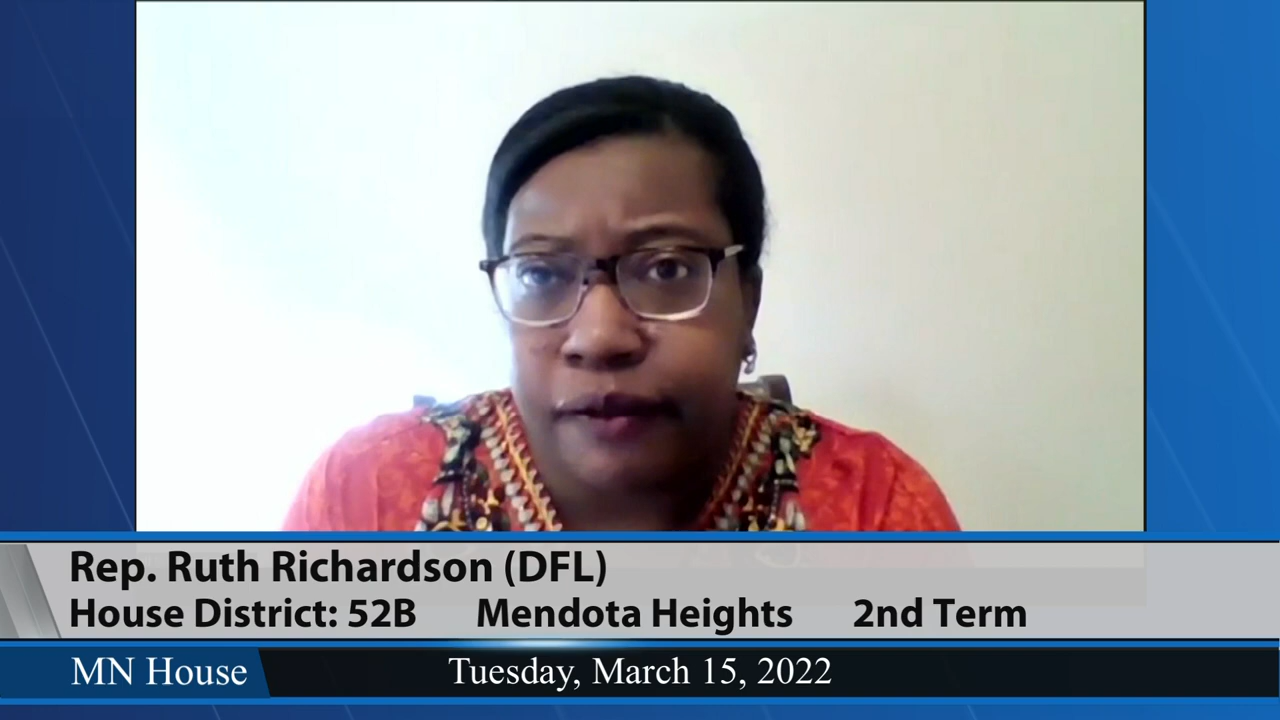 Rep. Ruth Richardson (DFL)
House District: 52B Mendota Heights 2nd Term
MN House Tuesday, March 15, 2022